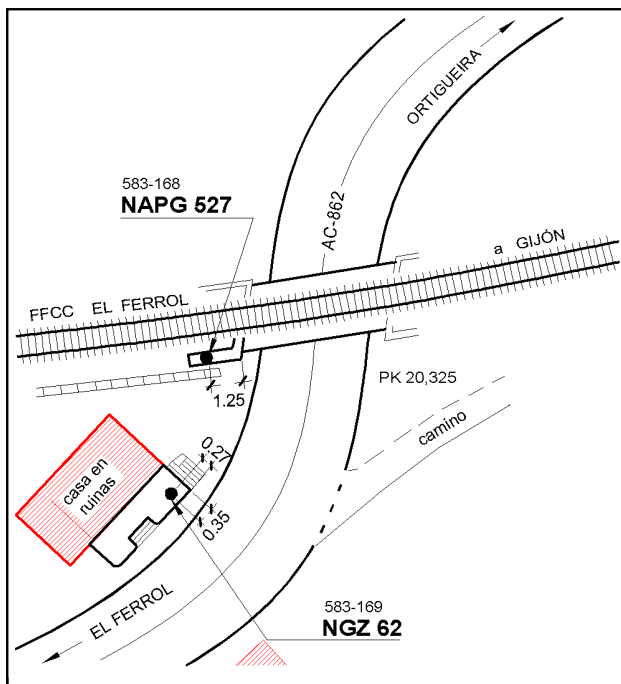 ORTIGUEIRA
583-168
NAPG 527
AC-862
a GIJÓN
FFCC EL FERROL
PK 20,325
1.25
camino
0.27
casa en
ruinas
0.35
EL FERROL
583-169
NGZ 62